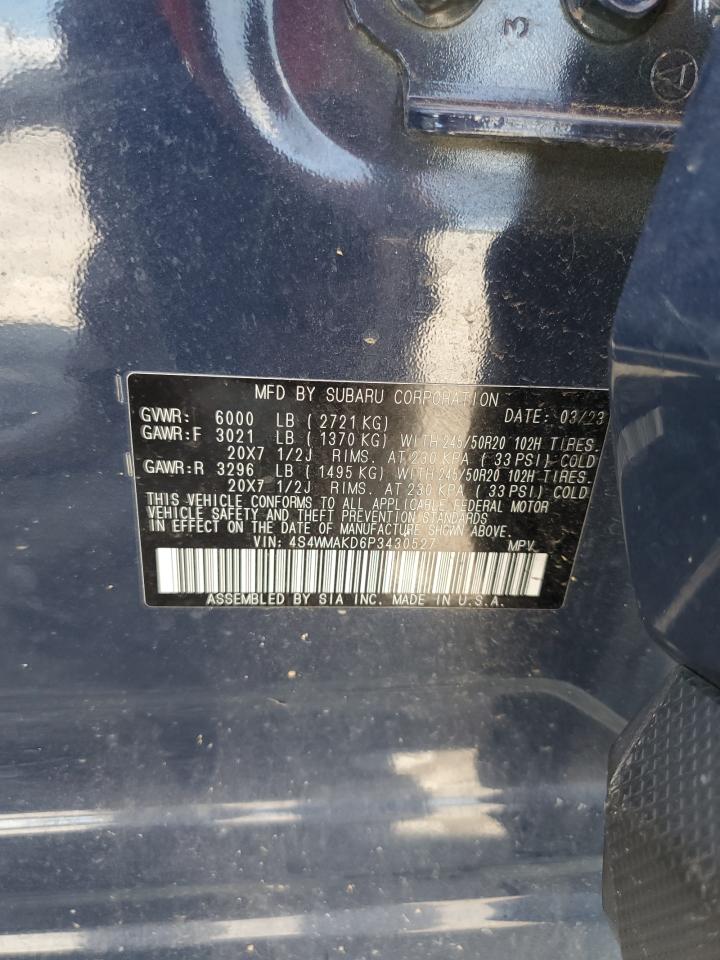 3
MFD BY SUBARU CORPORATION
GVWR: 6000 LB ( 2721 KG) DATE: 03/23
GAWR:F 3021 LB ( 1370 KG) WITH 245/50R20 102H TIRES.
20X7 1/2J RIMS. AT 230 KPA ( 33 PSI) COLD
GAWR:R 3296 LB ( 1495 KG) WITH 245/50R20 102H TIRES.
20X7 1/2J RIMS. AT 230 KPA ( 33 PSI) COLD
THIS VEHICLE CONFORMS TO ALL APPLICABLE FEDERAL MOTOR
VEHICLE SAFETY AND THEFT PREVENTION STANDARDS
IN EFFECT ON THE DATE OF MANUFACTURE SHOWN ABOVE.
VIN: 4S4WMAKD6P3430527 MPV
ASSEMBLED BY SIA INC. MADE IN U.S.A.